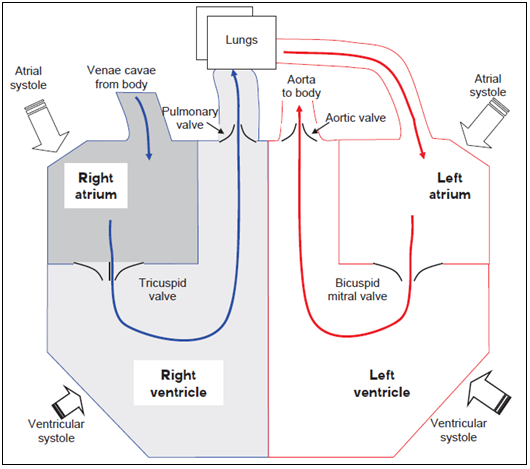 Lungs
Atrial
systole
Venae cavae
from body
Aorta
to body
Atrial
systole
Pulmonary
valve
Aortic valve
Right
atrium
Left
atrium
Tricuspid
valve
Bicuspid
mitral valve
Right
ventricle
Left
ventricle
Ventricular
systole
Ventricular
systole